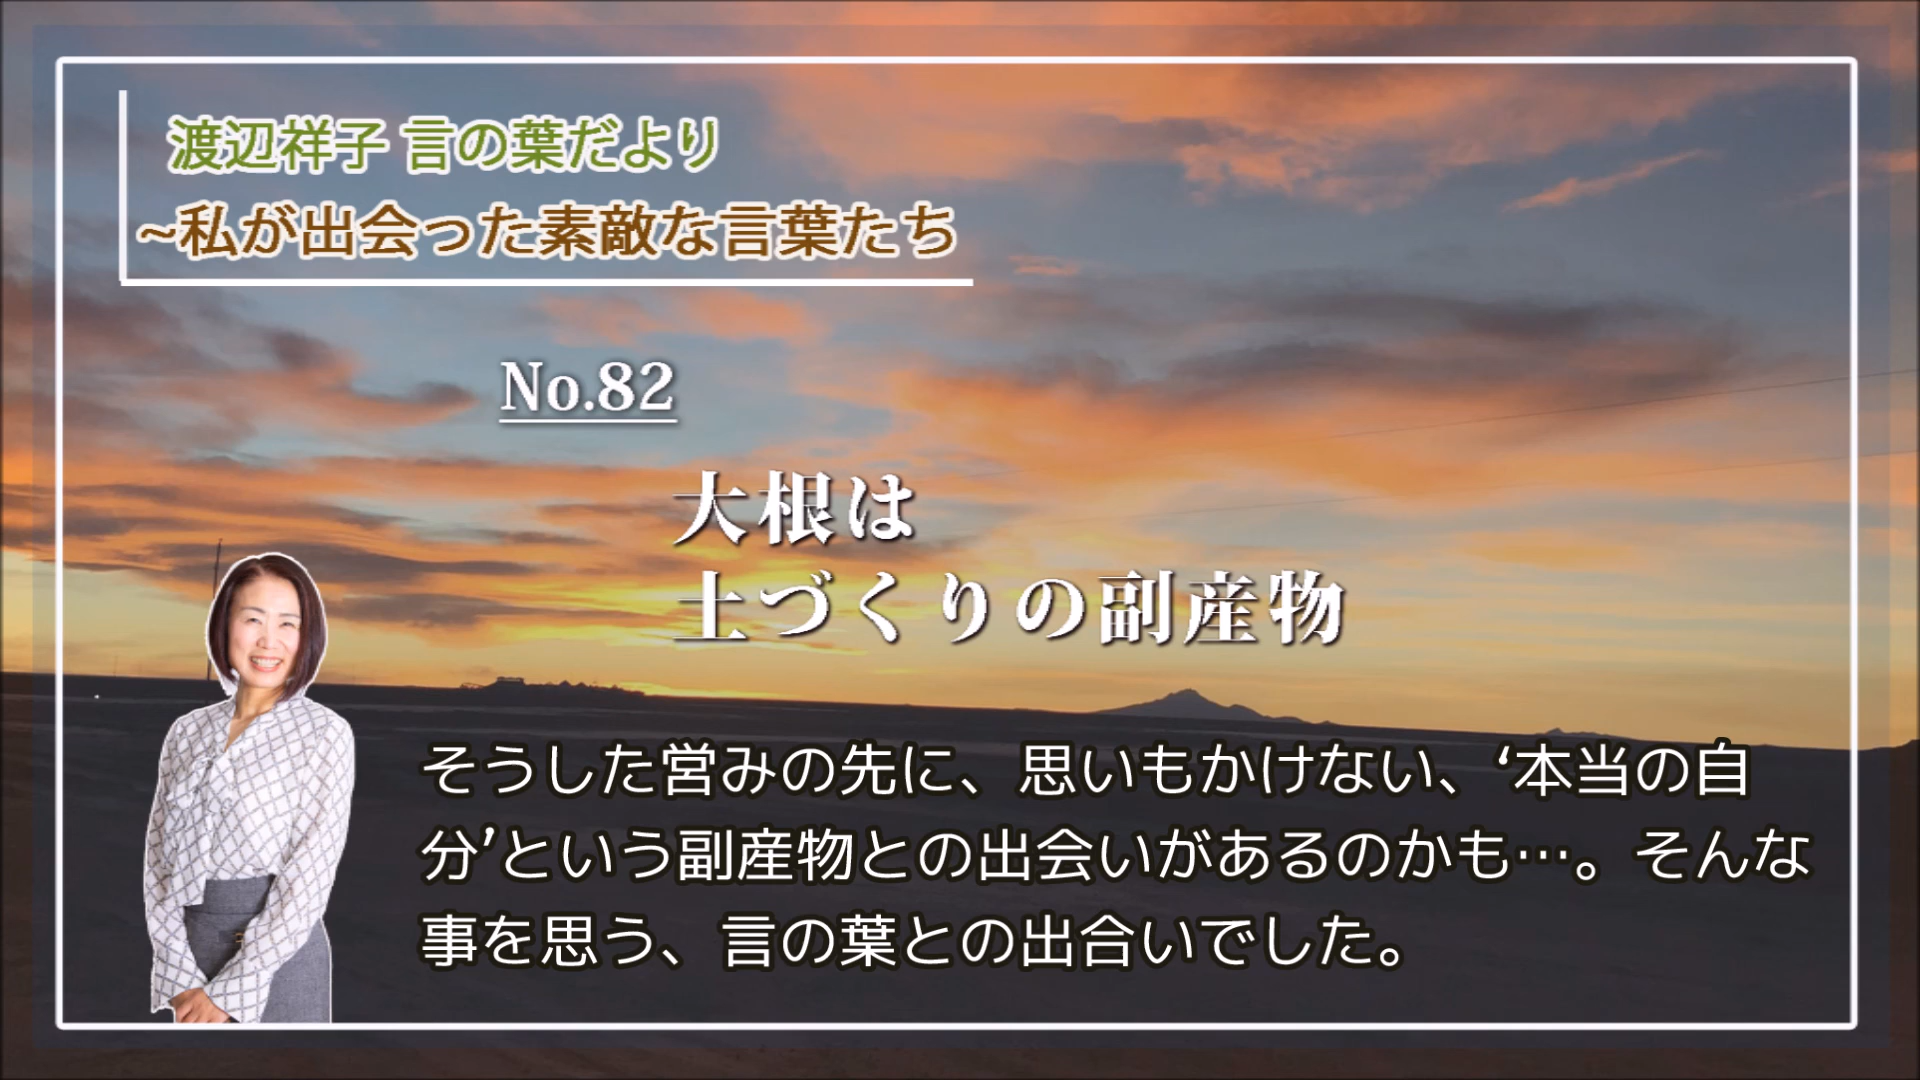 渡辺祥子 言の葉だより
~私が出会った素敵な言葉たち
No.82
大根は
土づくりの副産物
そうした営みの先に、思いもかけない、‘本当の自
分’という副産物との出会いがあるのかも…。そんな
事を思う、言の葉との出合いでした。